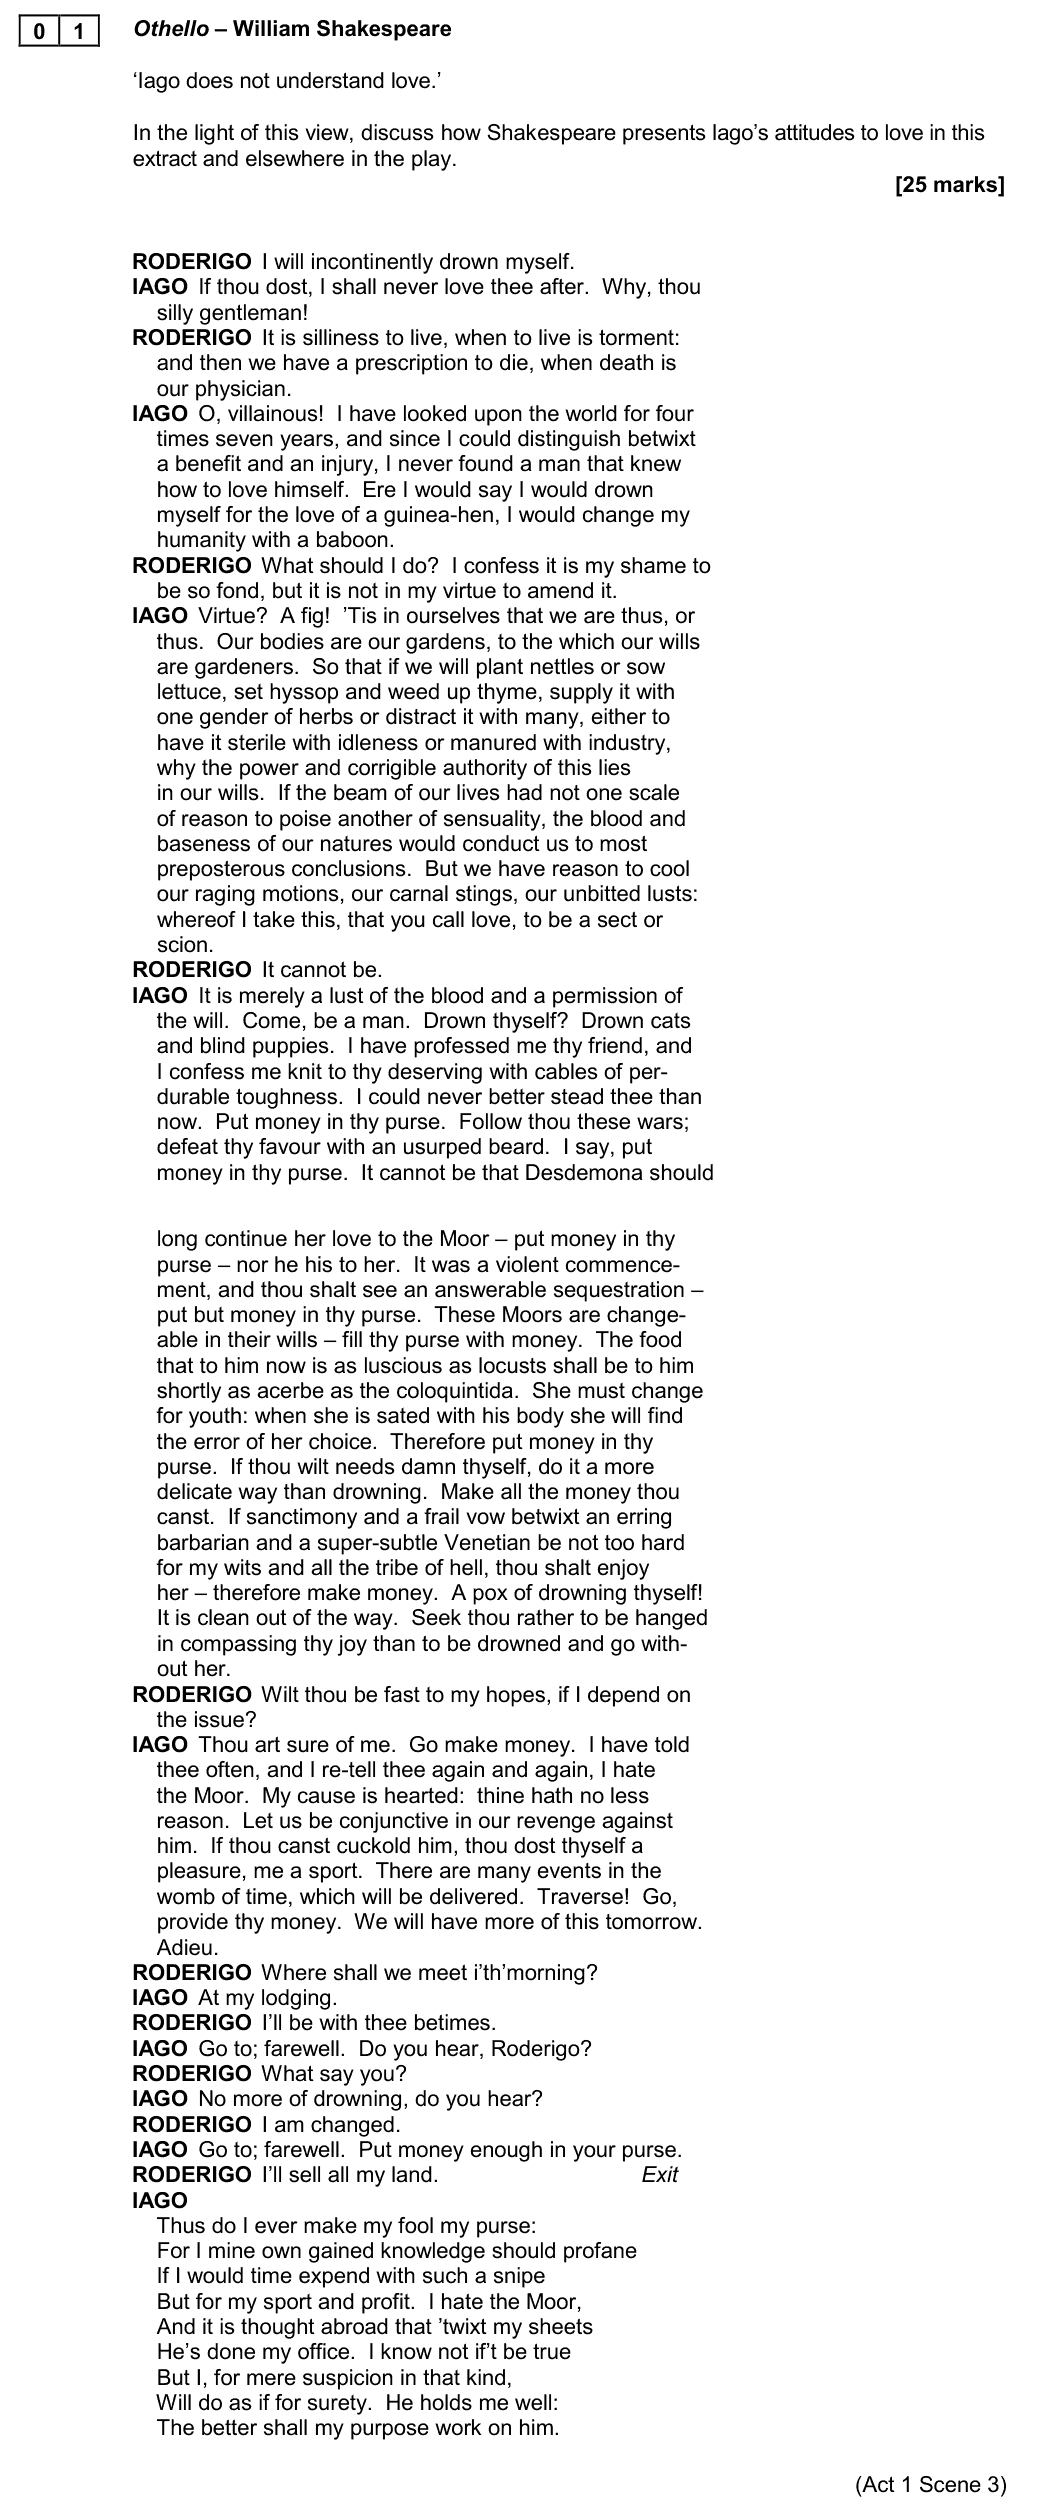 0 1 Othello – William Shakespeare
‘Iago does not understand love.’
In the light of this view, discuss how Shakespeare presents Iago’s attitudes to love in this
extract and elsewhere in the play.
[25 marks]
RODERIGO I will incontinently drown myself.
IAGO If thou dost, I shall never love thee after. Why, thou
silly gentleman!
RODERIGO It is silliness to live, when to live is torment:
and then we have a prescription to die, when death is
our physician.
IAGO O, villainous! I have looked upon the world for four
times seven years, and since I could distinguish betwixt
a benefit and an injury, I never found a man that knew
how to love himself. Ere I would say I would drown
myself for the love of a guinea-hen, I would change my
humanity with a baboon.
RODERIGO What should I do? I confess it is my shame to
be so fond, but it is not in my virtue to amend it.
IAGO Virtue? A fig! ’Tis in ourselves that we are thus, or
thus. Our bodies are our gardens, to the which our wills
are gardeners. So that if we will plant nettles or sow
lettuce, set hyssop and weed up thyme, supply it with
one gender of herbs or distract it with many, either to
have it sterile with idleness or manured with industry,
why the power and corrigible authority of this lies
in our wills. If the beam of our lives had not one scale
of reason to poise another of sensuality, the blood and
baseness of our natures would conduct us to most
preposterous conclusions. But we have reason to cool
our raging motions, our carnal stings, our unbitted lusts:
whereof I take this, that you call love, to be a sect or
scion.
RODERIGO It cannot be.
IAGO It is merely a lust of the blood and a permission of
the will. Come, be a man. Drown thyself? Drown cats
and blind puppies. I have professed me thy friend, and
I confess me knit to thy deserving with cables of per-
durable toughness. I could never better stead thee than
now. Put money in thy purse. Follow thou these wars;
defeat thy favour with an usurped beard. I say, put
money in thy purse. It cannot be that Desdemona should
long continue her love to the Moor – put money in thy
purse – nor he his to her. It was a violent commence-
ment, and thou shalt see an answerable sequestration –
put but money in thy purse. These Moors are change-
able in their wills – fill thy purse with money. The food
that to him now is as luscious as locusts shall be to him
shortly as acerbe as the coloquintida. She must change
for youth: when she is sated with his body she will find
the error of her choice. Therefore put money in thy
purse. If thou wilt needs damn thyself, do it a more
delicate way than drowning. Make all the money thou
canst. If sanctimony and a frail vow betwixt an erring
barbarian and a super-subtle Venetian be not too hard
for my wits and all the tribe of hell, thou shalt enjoy
her – therefore make money. A pox of drowning thyself!
It is clean out of the way. Seek thou rather to be hanged
in compassing thy joy than to be drowned and go with-
out her.
RODERIGO Wilt thou be fast to my hopes, if I depend on
the issue?
IAGO Thou art sure of me. Go make money. I have told
thee often, and I re-tell thee again and again, I hate
the Moor. My cause is hearted: thine hath no less
reason. Let us be conjunctive in our revenge against
him. If thou canst cuckold him, thou dost thyself a
pleasure, me a sport. There are many events in the
womb of time, which will be delivered. Traverse! Go,
provide thy money. We will have more of this tomorrow.
Adieu.
RODERIGO Where shall we meet i’th’morning?
IAGO At my lodging.
RODERIGO I’ll be with thee betimes.
IAGO Go to; farewell. Do you hear, Roderigo?
RODERIGO What say you?
IAGO No more of drowning, do you hear?
RODERIGO I am changed.
IAGO Go to; farewell. Put money enough in your purse.
RODERIGO I’ll sell all my land. Exit
IAGO
Thus do I ever make my fool my purse:
For I mine own gained knowledge should profane
If I would time expend with such a snipe
But for my sport and profit. I hate the Moor,
And it is thought abroad that ’twixt my sheets
He’s done my office. I know not if’t be true
But I, for mere suspicion in that kind,
Will do as if for surety. He holds me well:
The better shall my purpose work on him.
(Act 1 Scene 3)